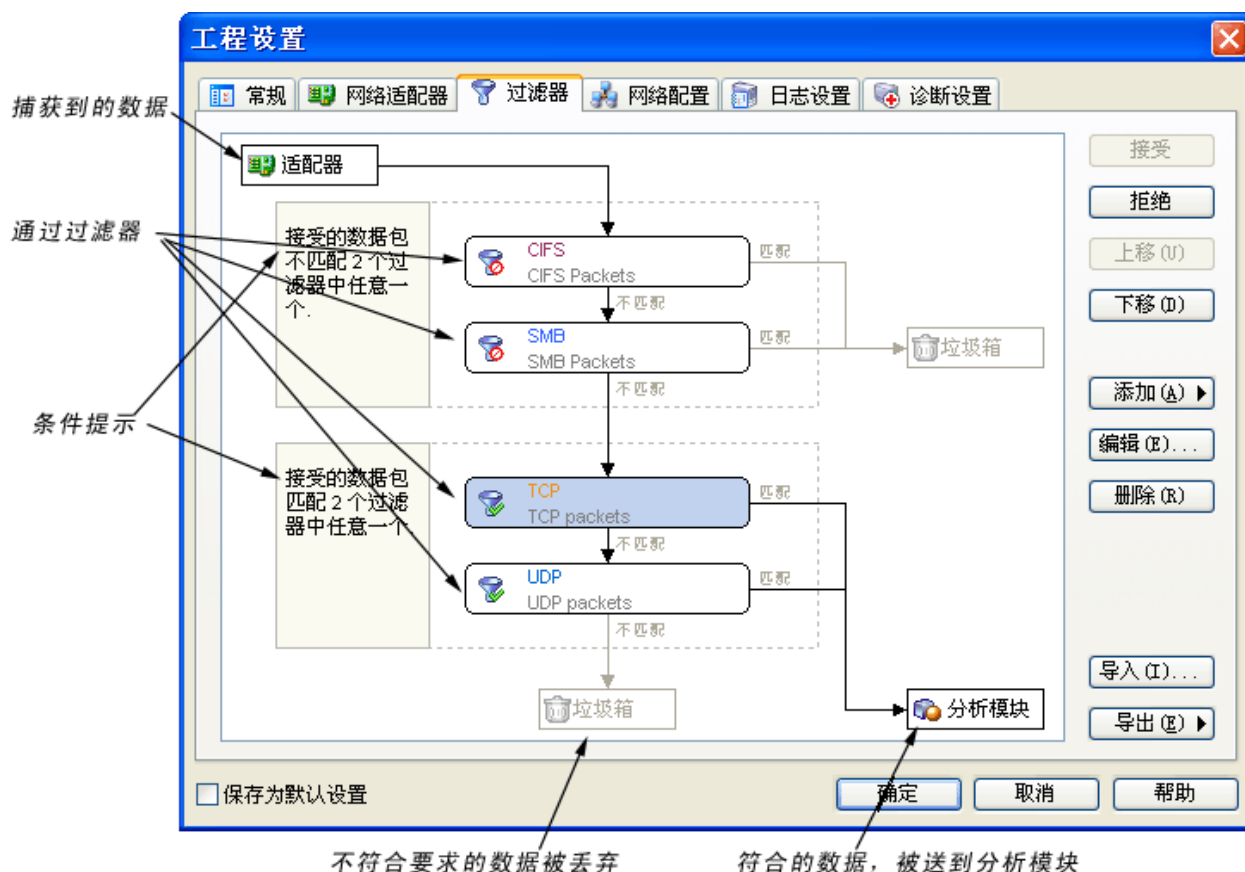 工程设置
常规
网络适配器
过滤器
网络配置
日志设置
诊断设置
捕获到的数据
适配器
接受
拒绝
上移(U)
下移(D)
添加(A)
编辑(E)...
删除(R)
导入(I)...
导出(E)
通过过滤器
接受的数据包
不匹配 2 个过
滤器中任意一
个.
CIFS
CIFS Packets
匹配
不匹配
SMB
SMB Packets
匹配
不匹配
垃圾箱
条件提示
接受的数据包
匹配 2 个过滤
器中任意一个.
TCP
TCP packets
匹配
不匹配
UDP
UDP packets
匹配
不匹配
垃圾箱
分析模块
保存为默认设置
确定
取消
帮助
不符合要求的数据被丢弃
符合的数据，被送到分析模块